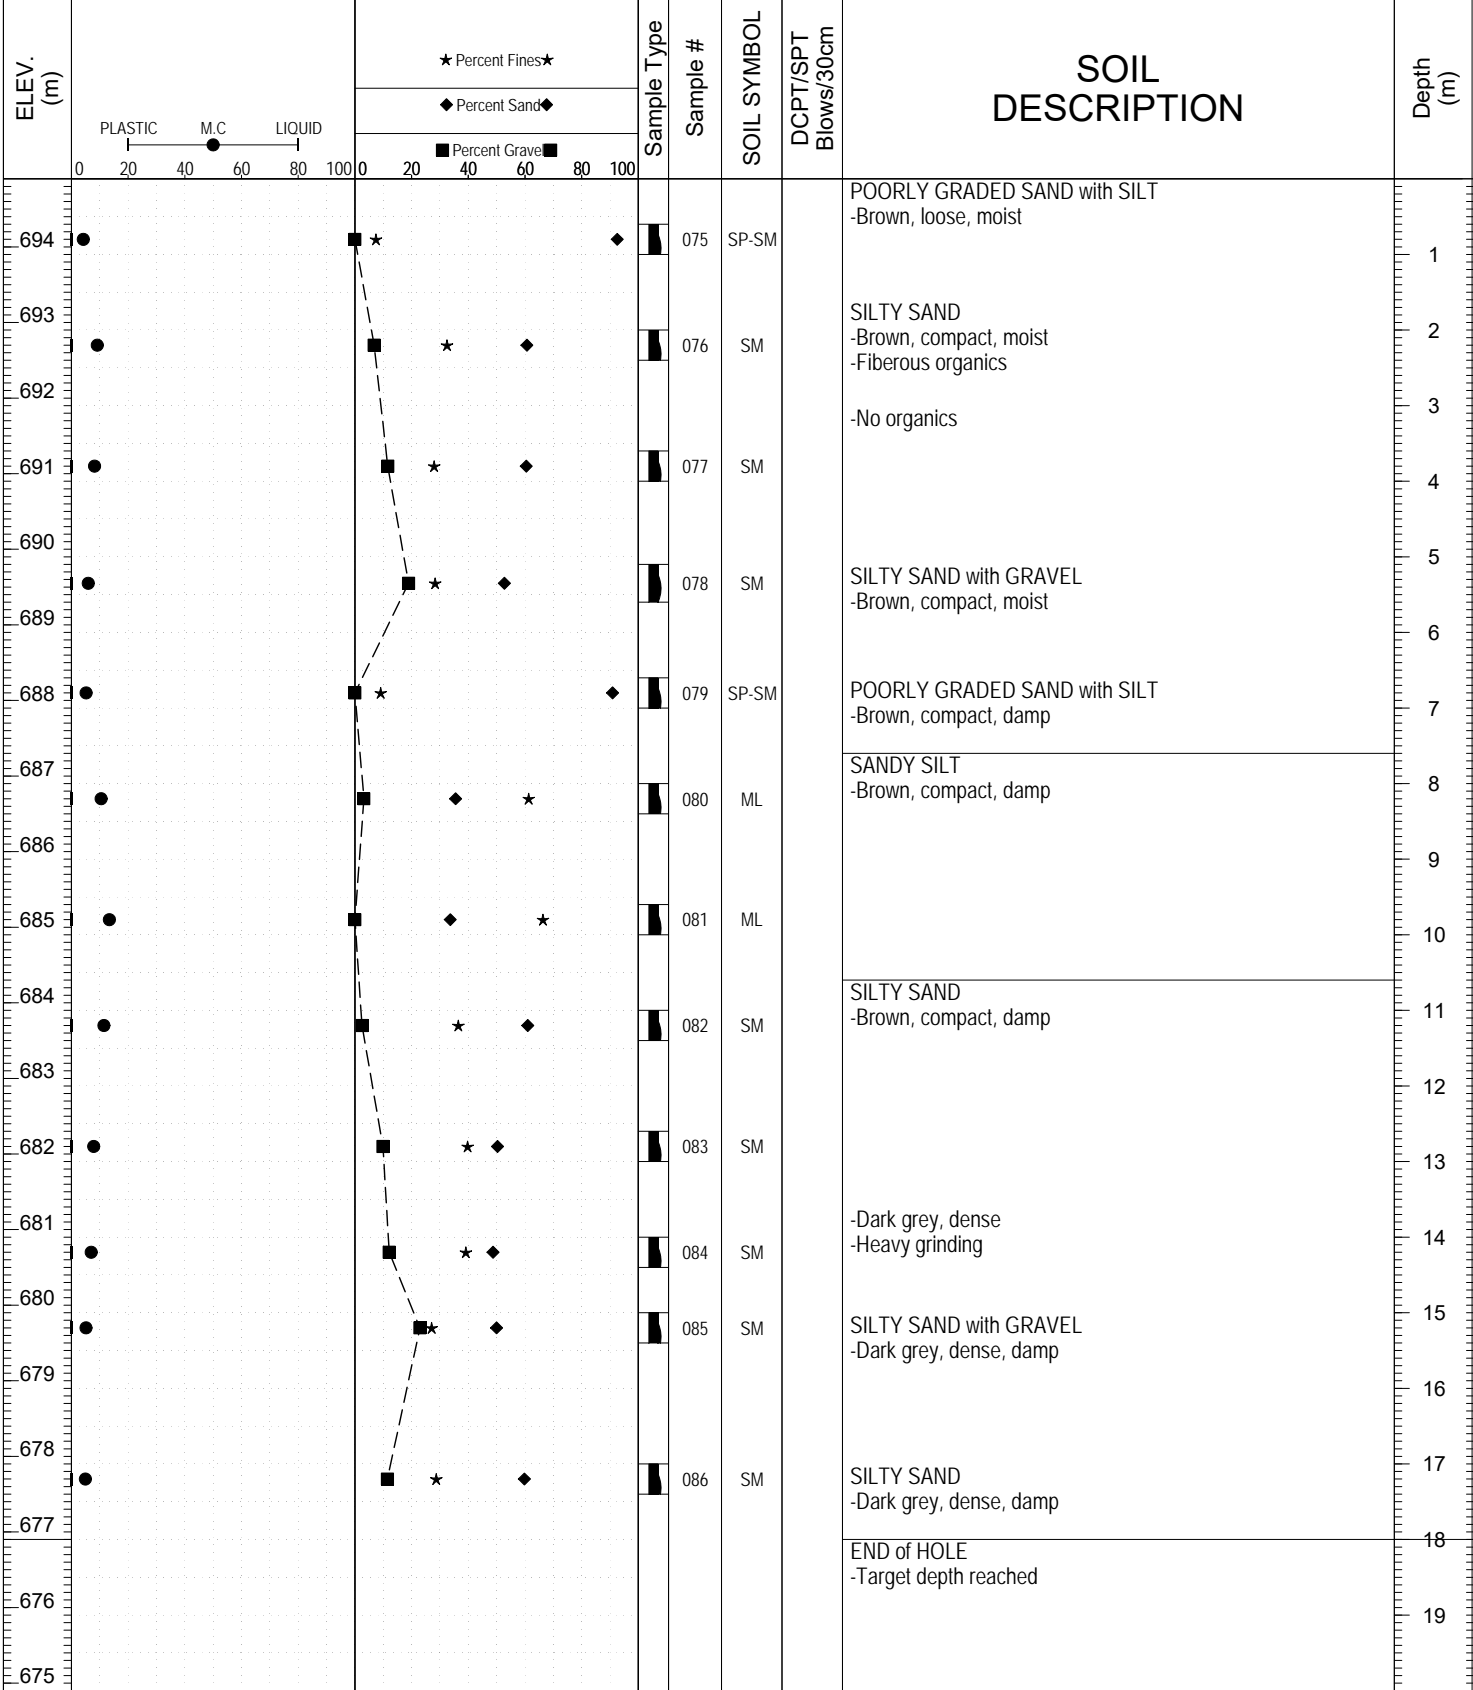 ELEV.
(m)
PLASTIC M.C LIQUID
0 20 40 60 80 100
Percent Fines
Percent Sand
Percent Gravel
0 20 40 60 80 100
Sample Type
Sample #
SOIL SYMBOL
DCPT/SPT
Blows/30cm
SOIL
DESCRIPTION
Depth
(m)
POORLY GRADED SAND with SILT
-Brown, loose, moist
694 075 SP-SM
1
693
SILTY SAND
-Brown, compact, moist
2
076 SM
-Fiberous organics
692
3
-No organics
691 077 SM
4
690
5
SILTY SAND with GRAVEL
078 SM
-Brown, compact, moist
689
6
688 079 SP-SM POORLY GRADED SAND with SILT
7
-Brown, compact, damp
687
SANDY SILT
8
-Brown, compact, damp
080 ML
686
9
685 081 ML
10
684
SILTY SAND
11
-Brown, compact, damp
082 SM
683
12
682 083 SM
13
681
-Dark grey, dense
14
-Heavy grinding
084 SM
680
15
SILTY SAND with GRAVEL
085 SM
-Dark grey, dense, damp
679
16
678
17
SILTY SAND
086 SM
-Dark grey, dense, damp
677
18
END of HOLE
-Target depth reached
676
19
675